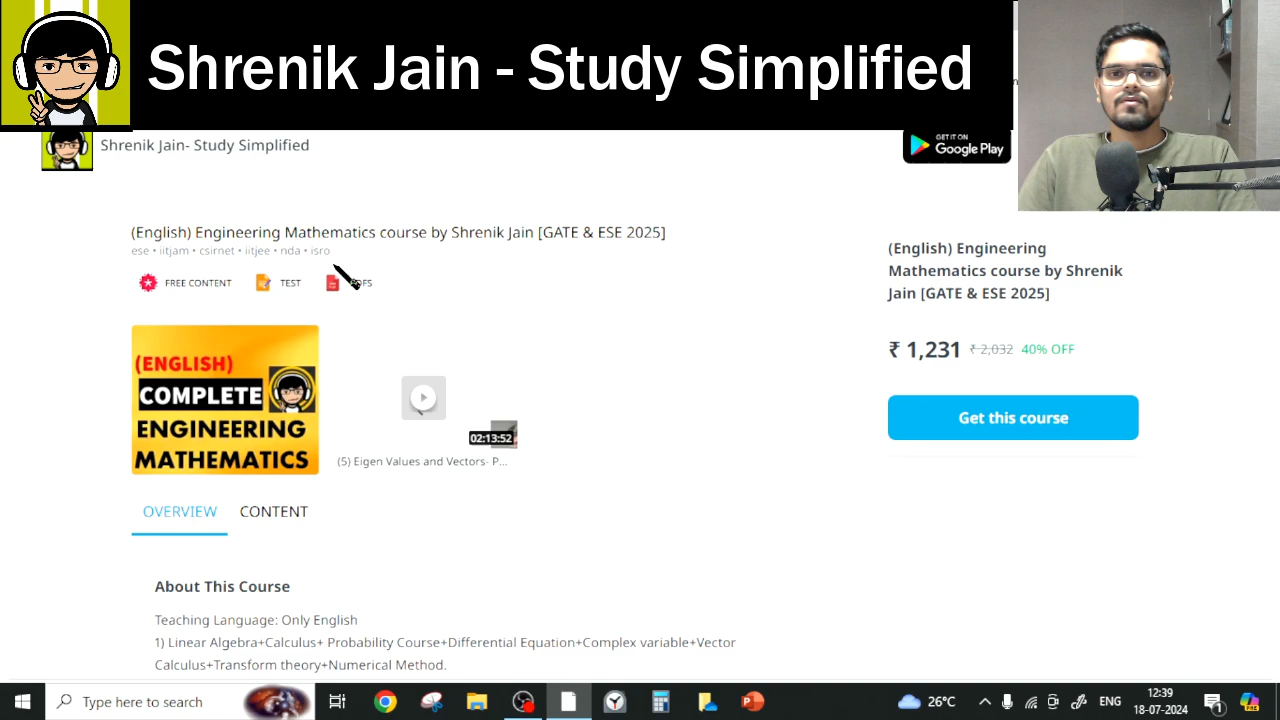 Shrenik Jain - Study Simplified
Shrenik Jain- Study Simplified
GET IT ON
Google Play
(English) Engineering Mathematics course by Shrenik Jain [GATE & ESE 2025]
ese • iitjam • csirnet • iitjee • nda • isro
FREE CONTENT
TEST
(English) Engineering
Mathematics course by Shrenik
Jain [GATE & ESE 2025]
₹ 1,231 ₹ 2,032 40% OFF
Get this course
(ENGLISH)
COMPLETE
ENGINEERING
MATHEMATICS
02:13:52
(5) Eigen Values and Vectors- P...
OVERVIEW CONTENT
About This Course
Teaching Language: Only English
1) Linear Algebra+Calculus+ Probability Course+Differential Equation+Complex variable+Vector
Calculus+Transform theory+Numerical Method.
Type here to search
26°C
ENG
12:39
18-07-2024